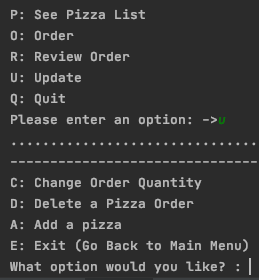 P: See Pizza List
O: Order
R: Review Order
U: Update
Q: Quit
Please enter an option: ->u
...............................
-------------------------------
C: Change Order Quantity
D: Delete a Pizza Order
A: Add a pizza
E: Exit (Go Back to Main Menu)
What option would you like? :